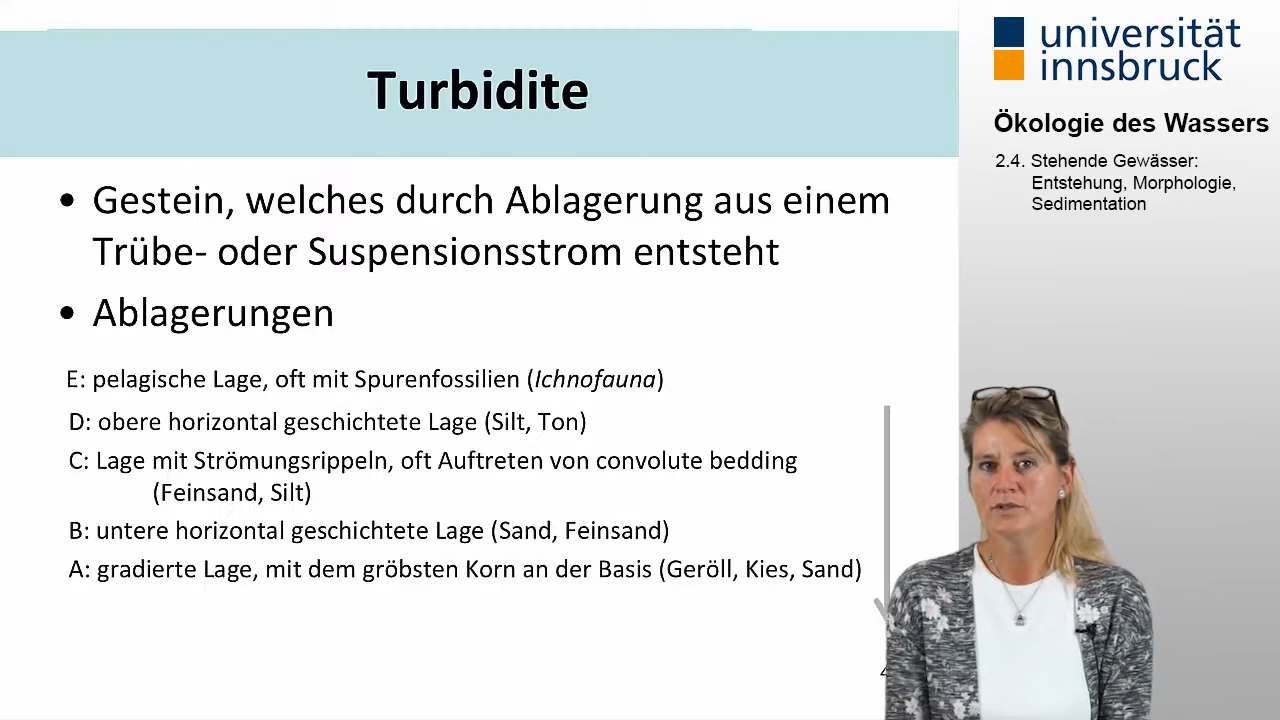 Turbidite
• Gestein, welches durch Ablagerung aus einem
Trübe- oder Suspensionsstrom entsteht
• Ablagerungen
E: pelagische Lage, oft mit Spurenfossilien (Ichnofauna)
D: obere horizontal geschichtete Lage (Silt, Ton)
C: Lage mit Strömungsrippeln, oft Auftreten von convolute bedding
(Feinsand, Silt)
B: untere horizontal geschichtete Lage (Sand, Feinsand)
A: gradierte Lage, mit dem gröbsten Korn an der Basis (Geröll, Kies, Sand)
universität
innsbruck
Ökologie des Wassers
2.4. Stehende Gewässer:
Entstehung, Morphologie,
Sedimentation